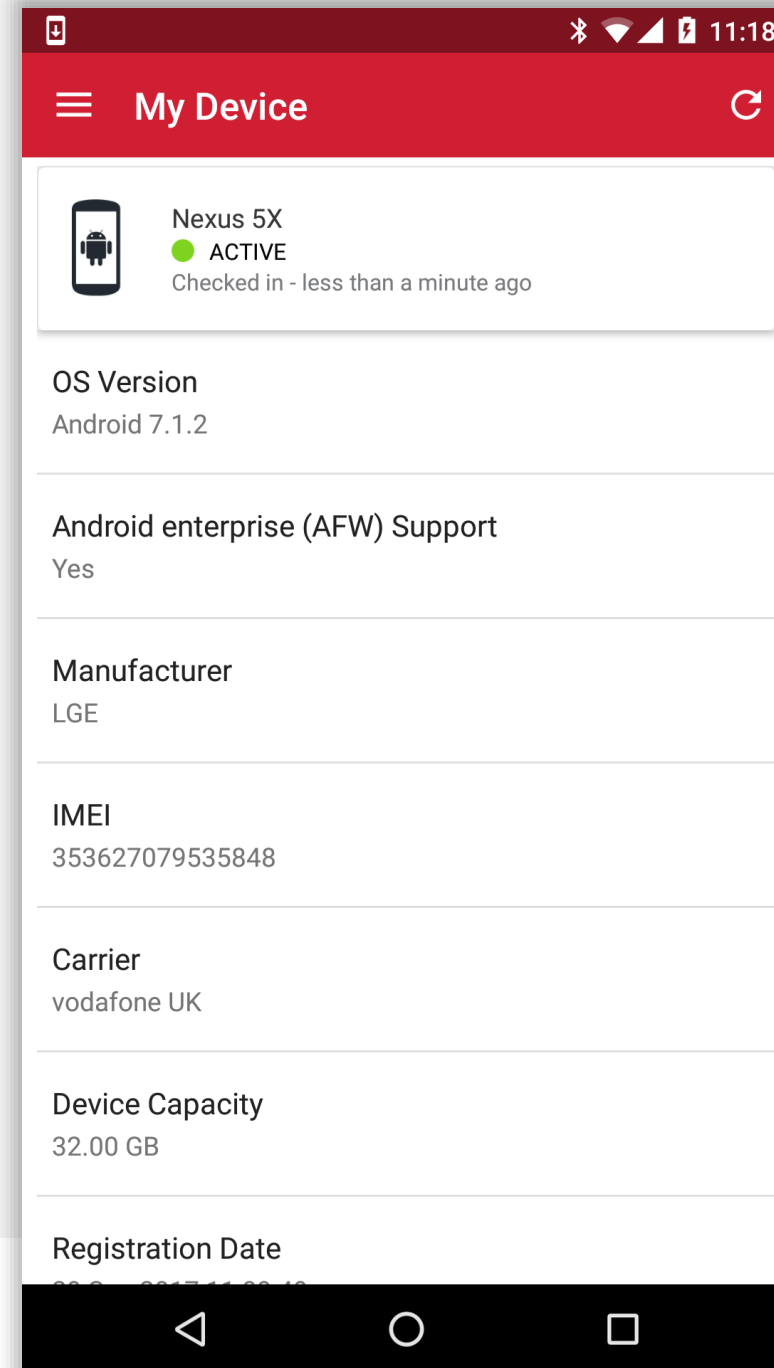 11:18
My Device
Nexus 5X
ACTIVE
Checked in - less than a minute ago
OS Version
Android 7.1.2
Android enterprise (AFW) Support
Yes
Manufacturer
LGE
IMEI
353627079535848
Carrier
vodafone UK
Device Capacity
32.00 GB
Registration Date